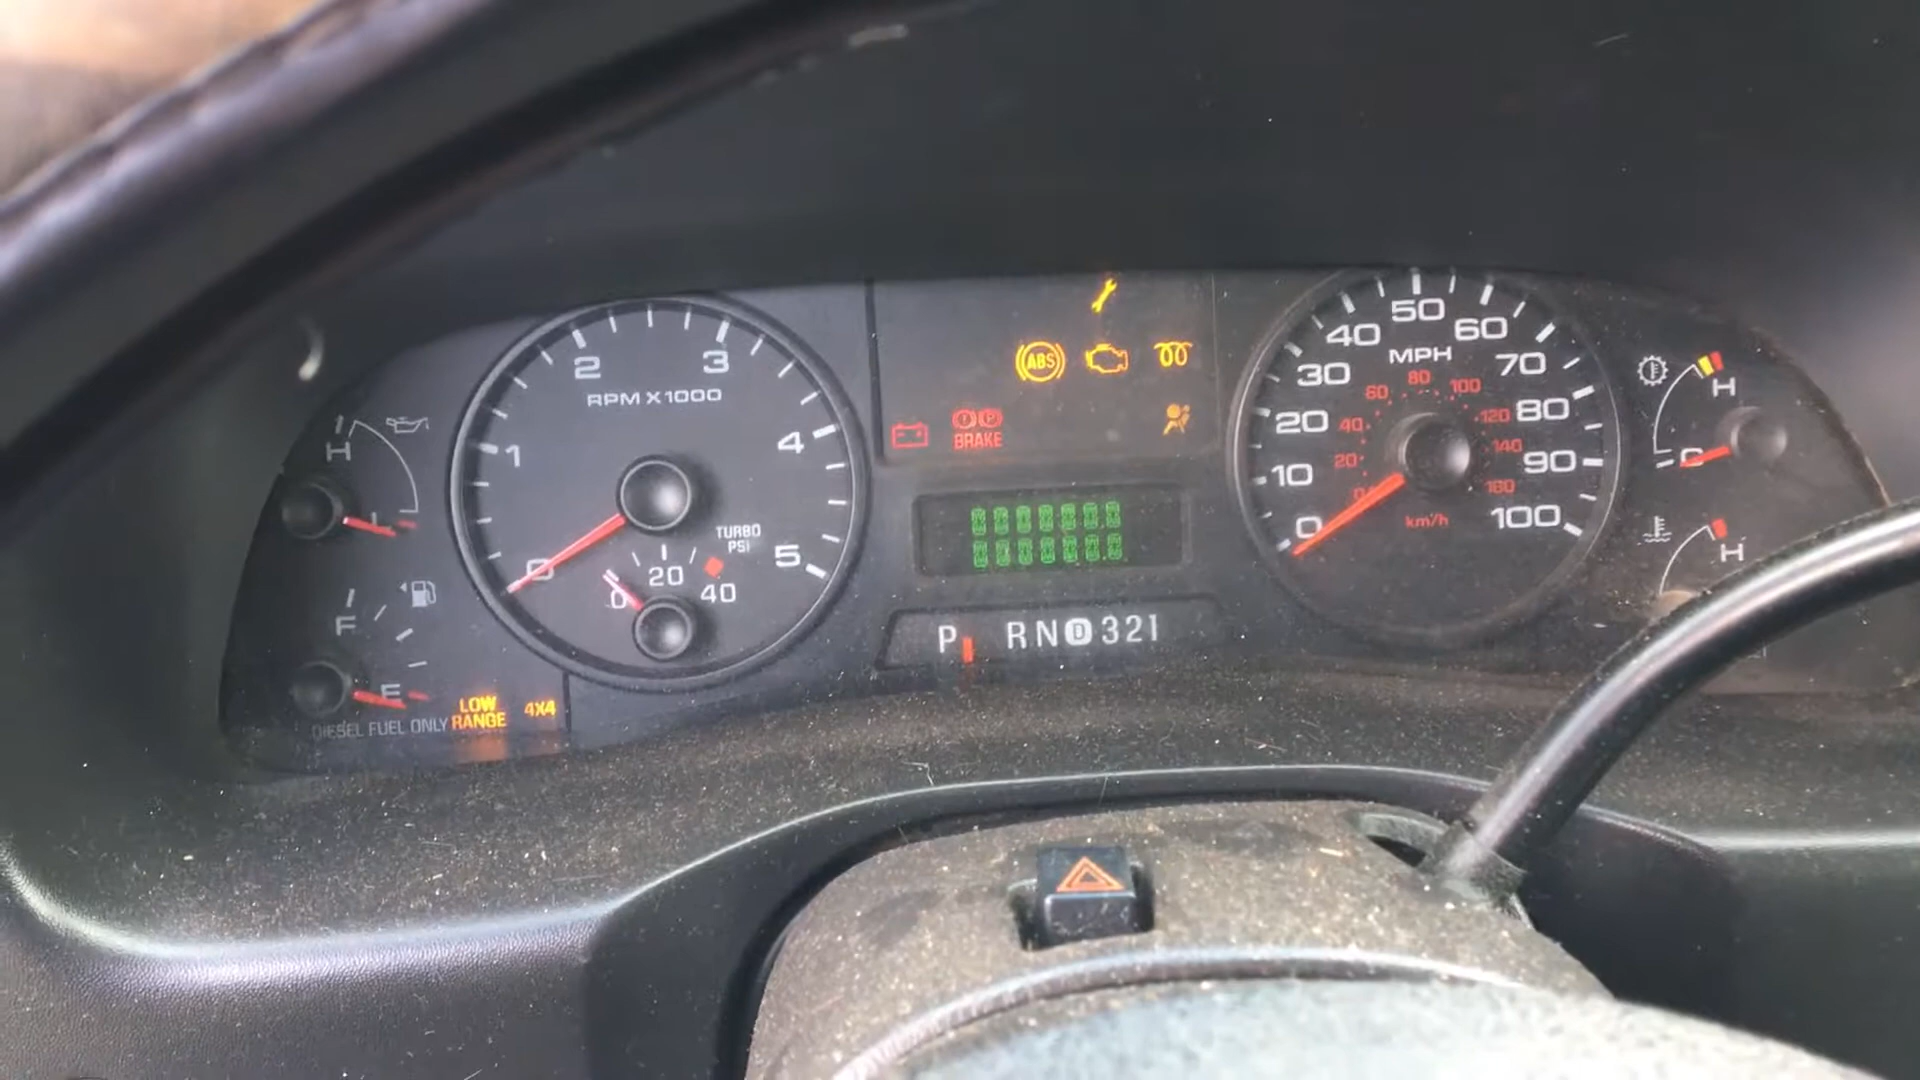 H
L
F
E
DIESEL FUEL ONLY
LOW
RANGE
4X4
0
1
2
3
4
5
RPM X 1000
TURBO
PSI
0
20
40
ABS
BRAKE
P
P R N D 3 2 1
0
10
20
30
40
50
60
70
80
90
100
MPH
20
40
60
80
100
120
140
160
km/h
0
H
C
H